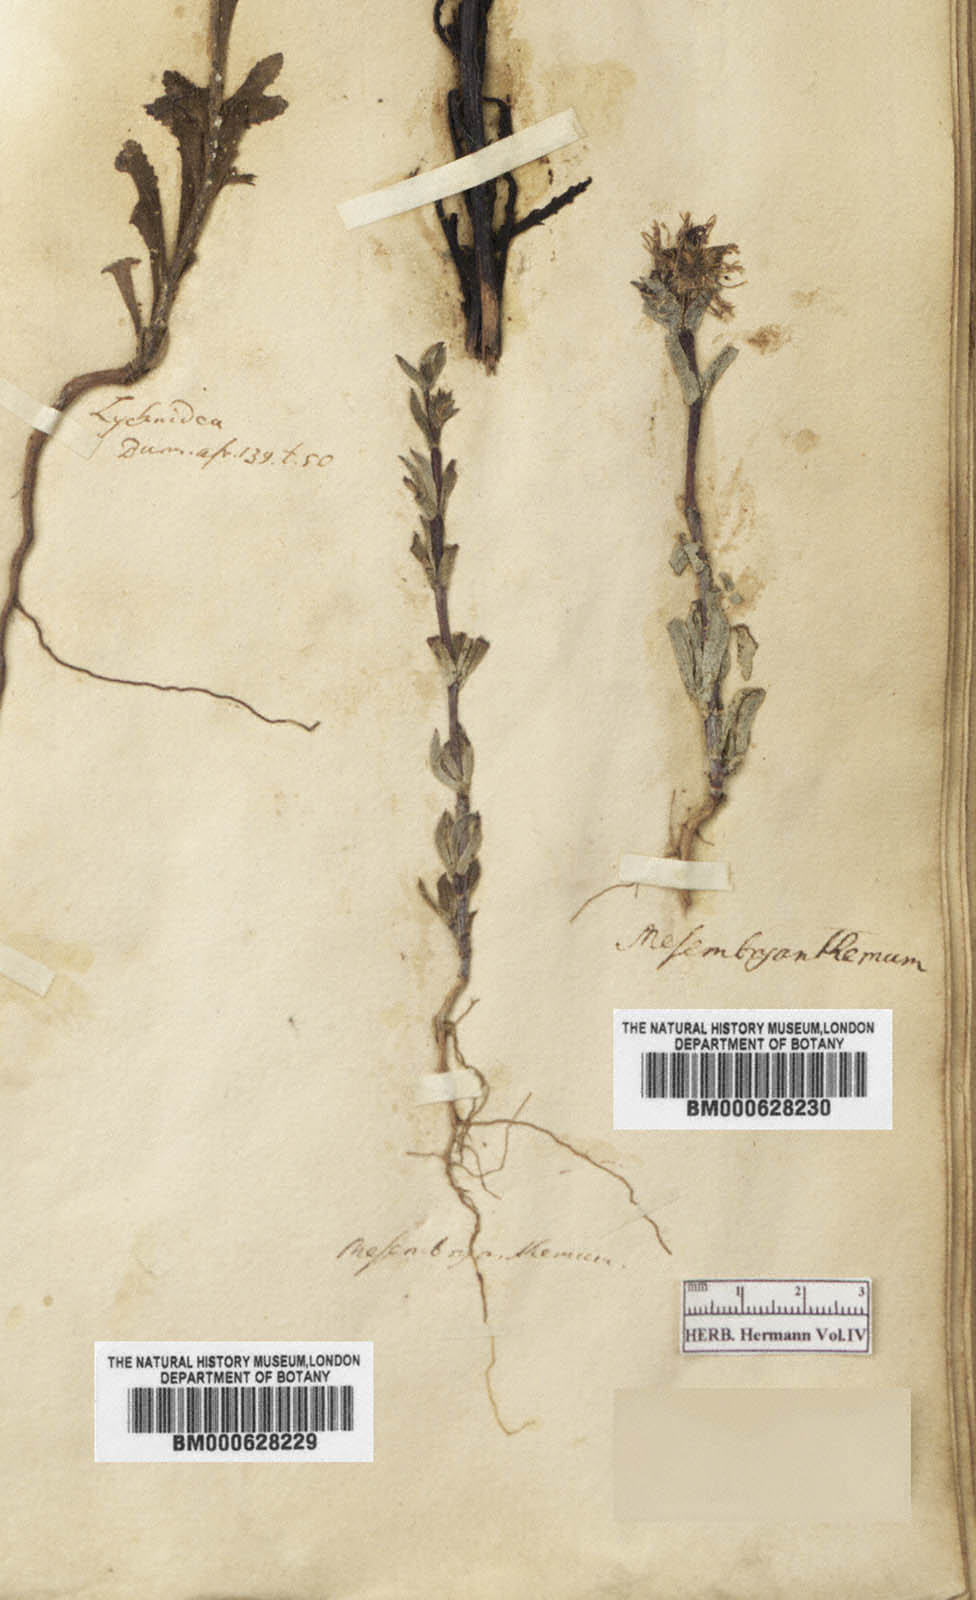 Lychnidea
Dum. afr. 139. t. 50
Mesembryanthemum
THE NATURAL HISTORY MUSEUM,LONDON
DEPARTMENT OF BOTANY
BM000628230
Mesembryanthemum.
mm 1 2 3
HERB. Hermann Vol.IV
THE NATURAL HISTORY MUSEUM,LONDON
DEPARTMENT OF BOTANY
BM000628229